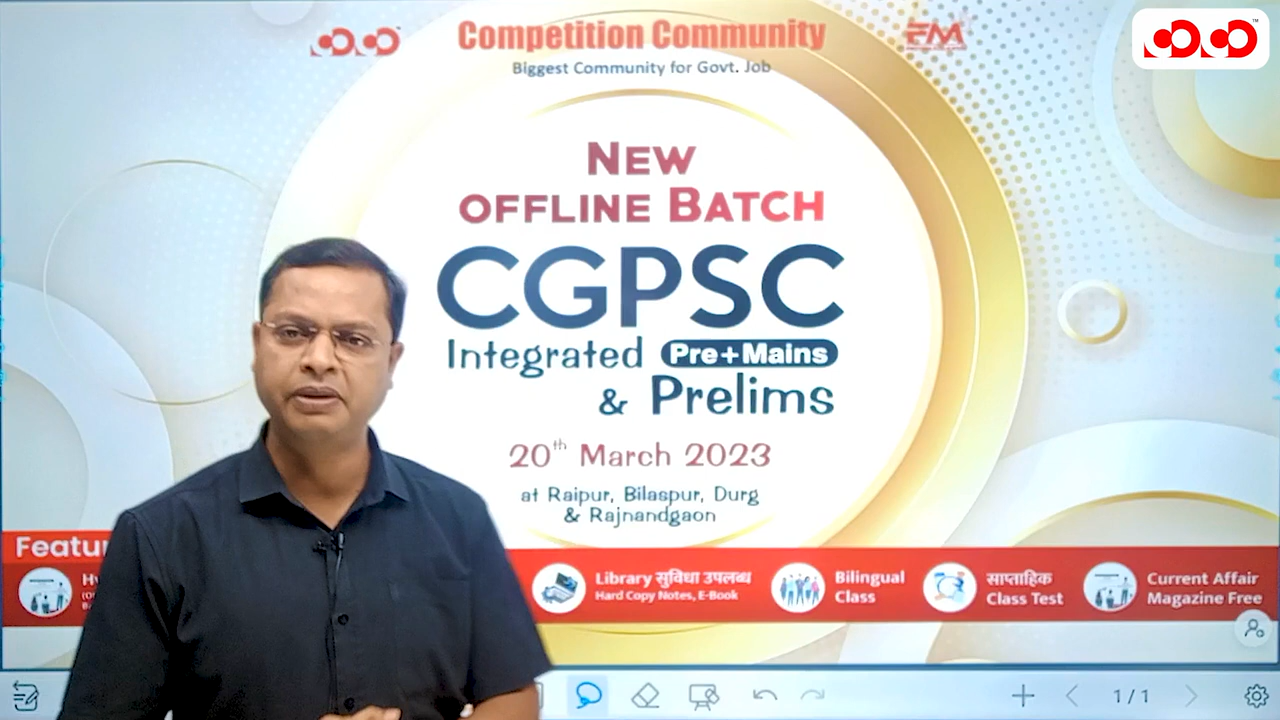 Competition Community
Biggest Community for Govt. Job
NEW
OFFLINE BATCH
CGPSC
Integrated Pre+Mains
& Prelims
20th March 2023
at Raipur, Bilaspur, Durg
& Rajnandgaon
Library सुविधा उपलब्ध
Hard Copy Notes, E-Book
Bilingual
Class
साप्ताहिक
Class Test
Current Affair
Magazine Free
1/1